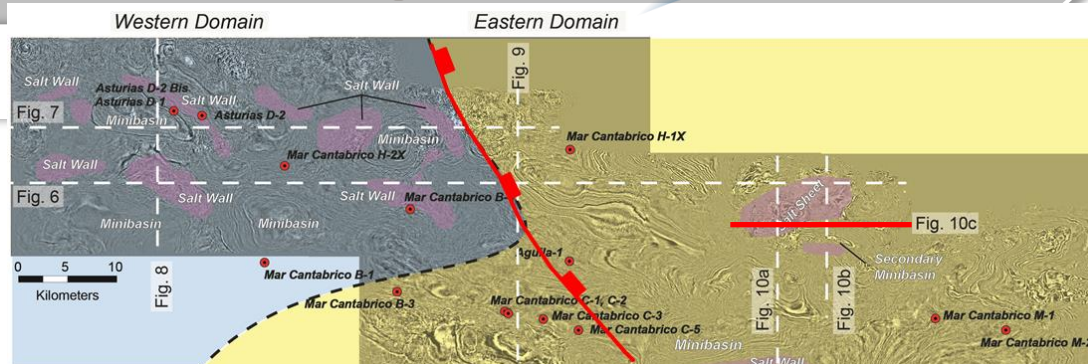 Western Domain
Eastern Domain
Salt Wall
Asturias D-2 Bis
Asturias D-1
Salt Wall
Asturias D-2
Salt Wall
Fig. 9
Fig. 7
Minibasin
Minibasin
Mar Cantabrico H-1X
Salt Wall
Mar Cantabrico H-2X
Fig. 6
Salt Wall
Salt Wall
Mar Cantabrico B-
Salt Sheet
Fig. 10c
Minibasin
Minibasin
Aguila-1
Secondary
Minibasin
0 5 10
Kilometers
Fig. 8
Mar Cantabrico B-1
Mar Cantabrico B-3
Fig. 10a
Fig. 10b
Mar Cantabrico C-1, C-2
Mar Cantabrico C-3
Mar Cantabrico C-5
Mar Cantabrico M-1
Minibasin
Mar Cantabrico M-
Salt Wall